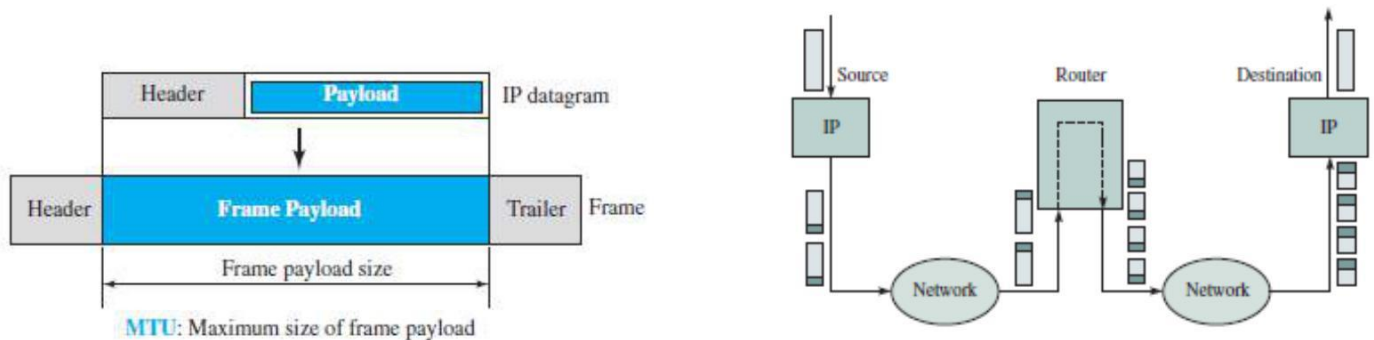 Header Payload IP datagram
Header Frame Payload Trailer Frame
Frame payload size
MTU: Maximum size of frame payload
Source Router Destination
IP IP
Network Network